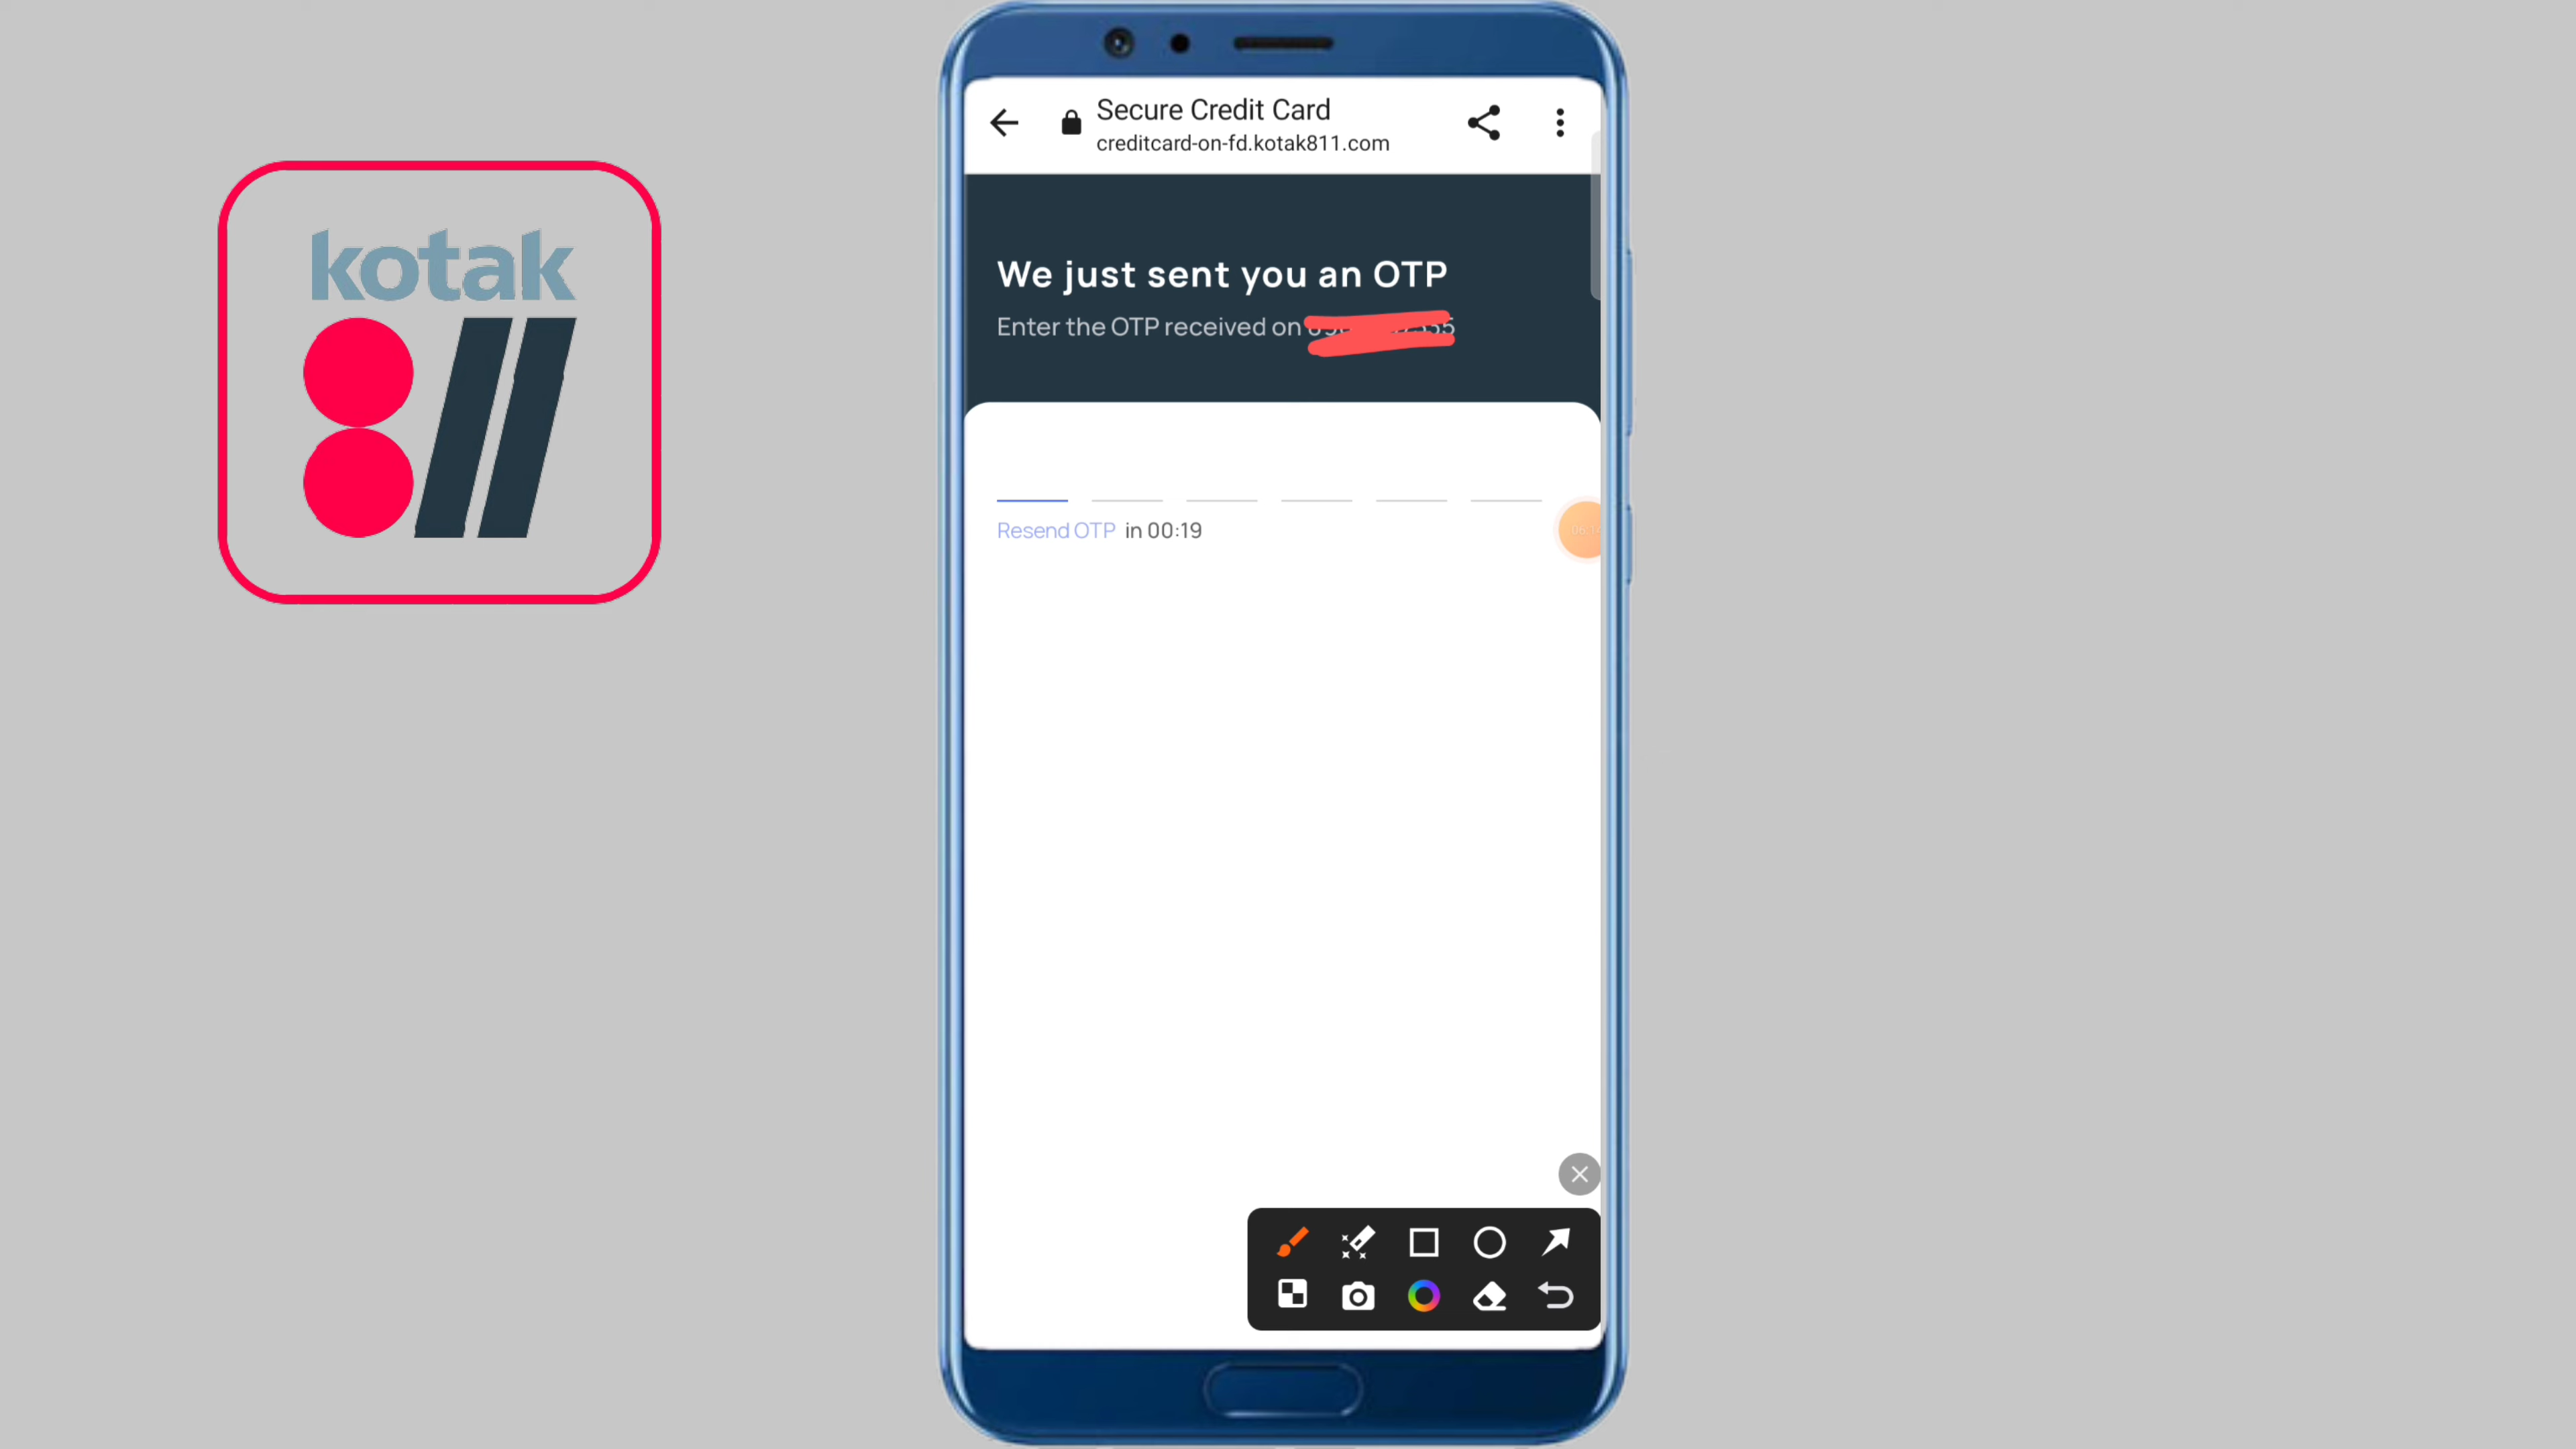 kotak
811
Secure Credit Card
creditcard-on-fd.kotak811.com
We just sent you an OTP
Enter the OTP received on
Resend OTP in 00:19